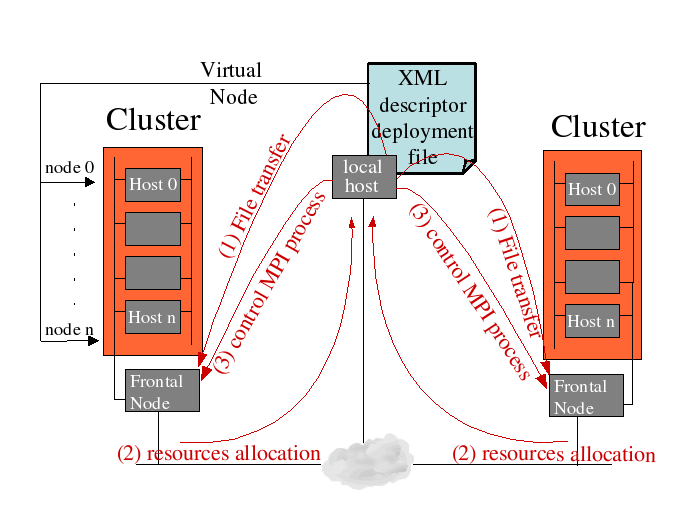 Virtual
Node
XML
descriptor
deployment
file
Cluster
Cluster
local
host
node 0
Host 0
Host 0
(1) File transfer
(3) control MPI process
(3) control MPI process
(1) File transfer
node n
Host n
Host n
Frontal
Node
Frontal
Node
(2) resources allocation
(2) resources allocation